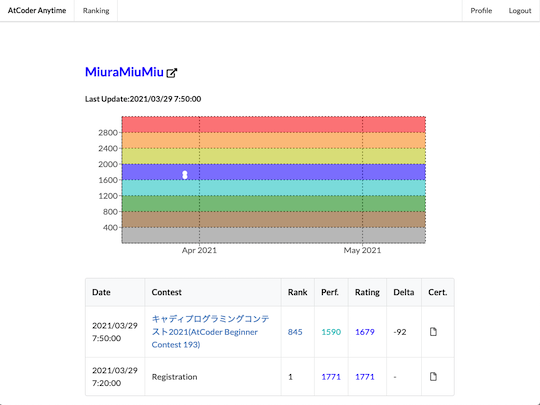 AtCoder Anytime Ranking Profile Logout
MiuraMiuMiu
Last Update:2021/03/29 7:50:00
2800
2400
2000
1600
1200
800
400
Apr 2021 May 2021
Date Contest Rank Perf. Rating Delta Cert.
2021/03/29
7:50:00
キャディプログラミングコンテ
スト2021(AtCoder Beginner
Contest 193)
845 1590 1679 -92
2021/03/29
7:20:00
Registration 1 1771 1771 -